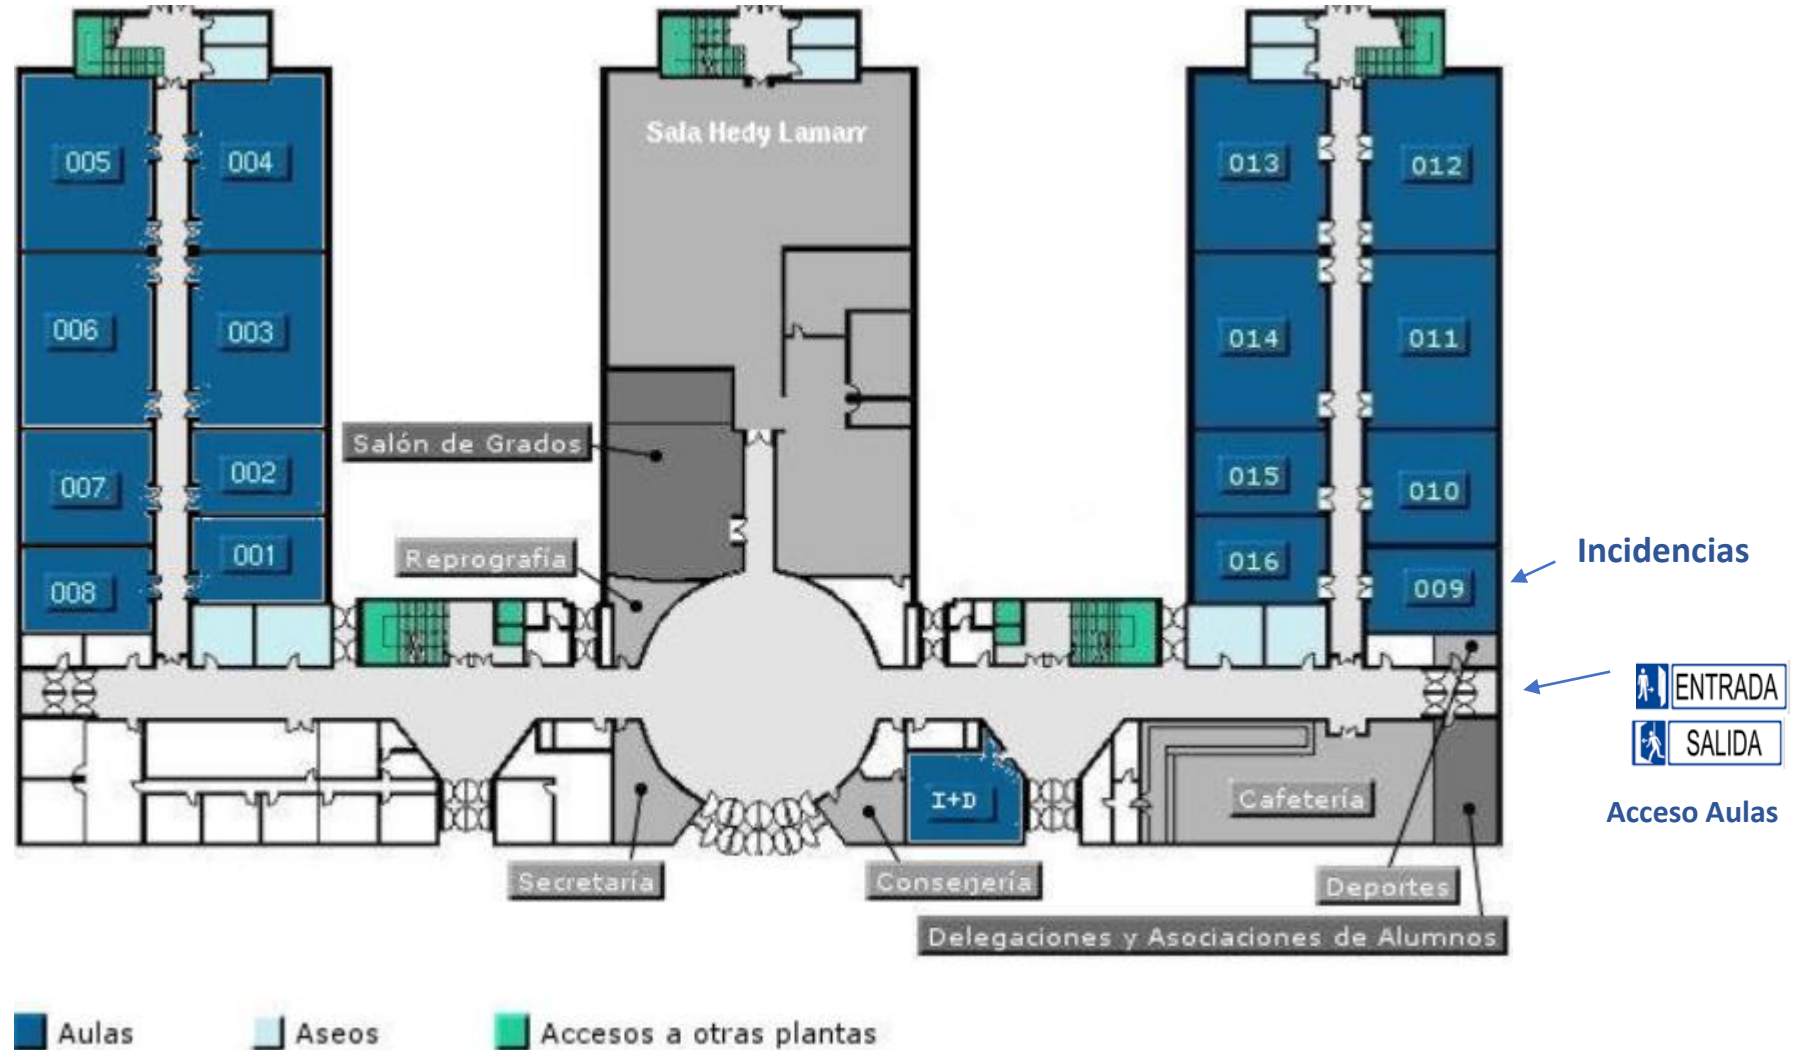 Sala Hedy Lamarr
005
004
013
012
006
003
014
011
Salón de Grados
007
002
015
010
Reprografía
001
016
Incidencias
008
009
ENTRADA
SALIDA
I+D
Cafetería
Acceso Aulas
Secretaría
Conserjería
Deportes
Delegaciones y Asociaciones de Alumnos
Aulas
Aseos
Accesos a otras plantas